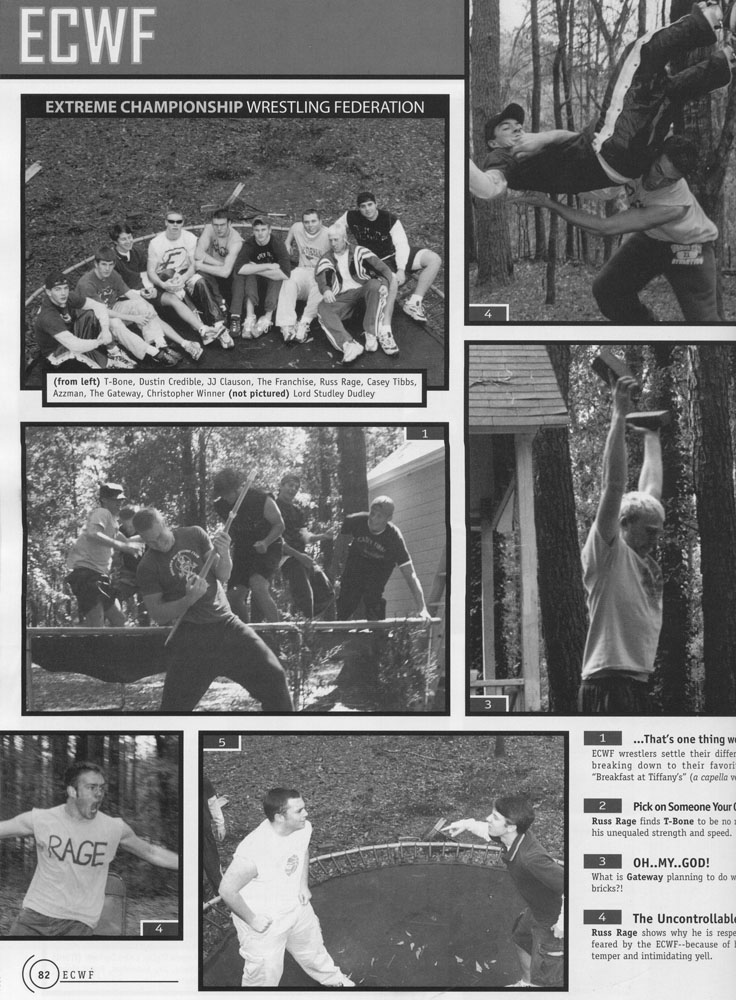 ECWF
EXTREME CHAMPIONSHIP WRESTLING FEDERATION
(from left) T-Bone, Dustin Credible, JJ Clauson, The Franchise, Russ Rage, Casey Tibbs,
Azzman, The Gateway, Christopher Winner (not pictured) Lord Studley Dudley
4
1
3
RAGE
4
5
1 ...That's one thing
ECWF wrestlers settle their
breaking down to their
"Breakfast at Tiffany's" (a capella
2 Pick on Someone Your
Russ Rage finds T-Bone to be no
his unequaled strength and speed.
3 OH..MY..GOD!
What is Gateway planning to do
bricks?!
4 The
Russ Rage shows why he is
feared by the ECWF--because of
temper and intimidating yell.
82 ECWF